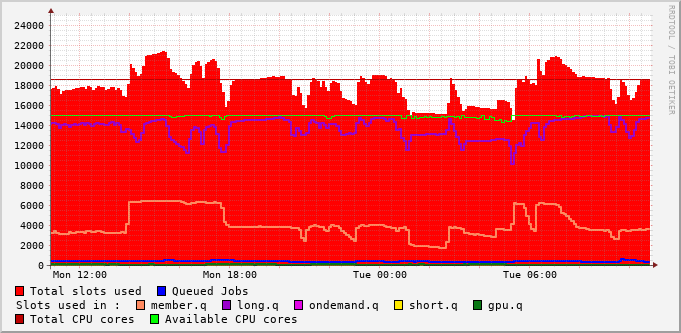 24000
22000
20000
18000
16000
14000
12000
10000
8000
6000
4000
2000
0
Mon 12:00 Mon 18:00 Tue 00:00 Tue 06:00
RRDTOOL / TOBI OETIKER
Total slots used Queued Jobs
Slots used in : member.q long.q ondemand.q short.q gpu.q
Total CPU cores Available CPU cores